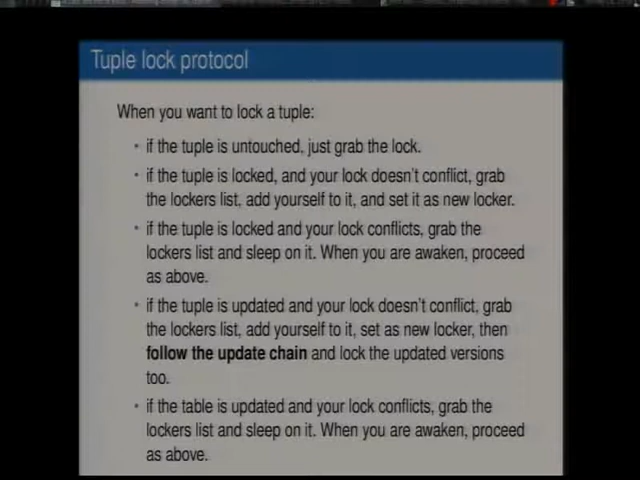 Tuple lock protocol
When you want to lock a tuple:
• if the tuple is untouched, just grab the lock.
• if the tuple is locked, and your lock doesn't conflict, grab
the lockers list, add yourself to it, and set it as new locker.
• if the tuple is locked and your lock conflicts, grab the
lockers list and sleep on it. When you are awaken, proceed
as above.
• if the tuple is updated and your lock doesn't conflict, grab
the lockers list, add yourself to it, set as new locker, then
follow the update chain and lock the updated versions
too.
• if the table is updated and your lock conflicts, grab the
lockers list and sleep on it. When you are awaken, proceed
as above.